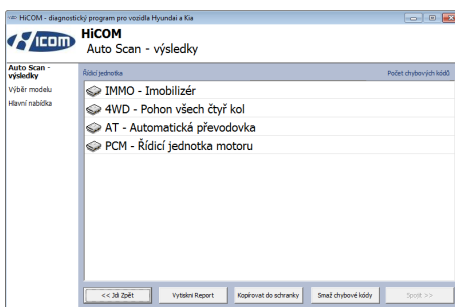 HiCOM - diagnostický program pro vozidla Hyundai a Kia
HICOM
HiCOM
Auto Scan - výsledky
Auto Scan -
výsledky
Výběr modelu
Hlavní nabídka
Řídicí jednotka
Počet chybových kódů
IMMO - Imobilizér
4WD - Pohon všech čtyř kol
AT - Automatická převodovka
PCM - Řídicí jednotka motoru
<< Jdi Zpět
Vytiskni Report
Kopírovat do schranky
Smaž chybové kódy
Spustit >>